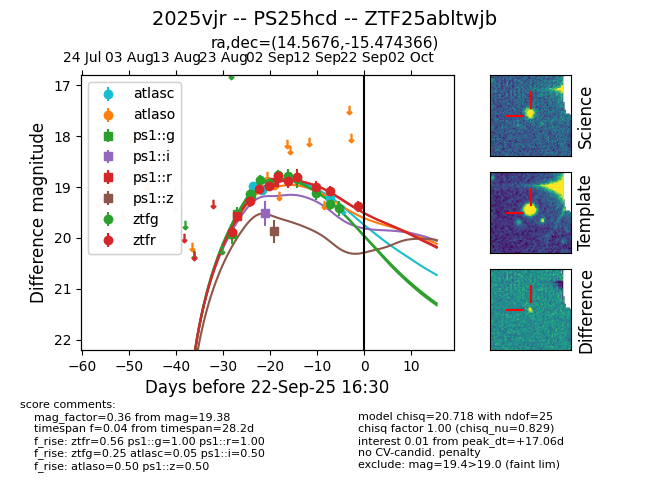 2025vjr -- PS25hcd -- ZTF25abltwjb
ra,dec=(14.5676,-15.474366)
24 Jul 03 Aug 13 Aug 23 Aug 02 Sep 12 Sep 22 Sep 02 Oct
17
18
19
20
21
22
Difference magnitude
atlasc
atlaso
ps1::g
ps1::i
ps1::r
ps1::z
ztfg
ztfr
−60 −50 −40 −30 −20 −10 0 10
Days before 22-Sep-25 16:30
Science
Template
Difference
score comments:
mag_factor=0.36 from mag=19.38
timespan f=0.04 from timespan=28.2d
f_rise: ztfr=0.56 ps1::g=1.00 ps1::r=1.00
f_rise: ztfg=0.25 atlasc=0.05 ps1::i=0.50
f_rise: atlaso=0.50 ps1::z=0.50
model chisq=20.718 with ndof=25
chisq factor 1.00 (chisq_nu=0.829)
interest 0.01 from peak_dt=+17.06d
no CV-candid. penalty
exclude: mag=19.4>19.0 (faint lim)